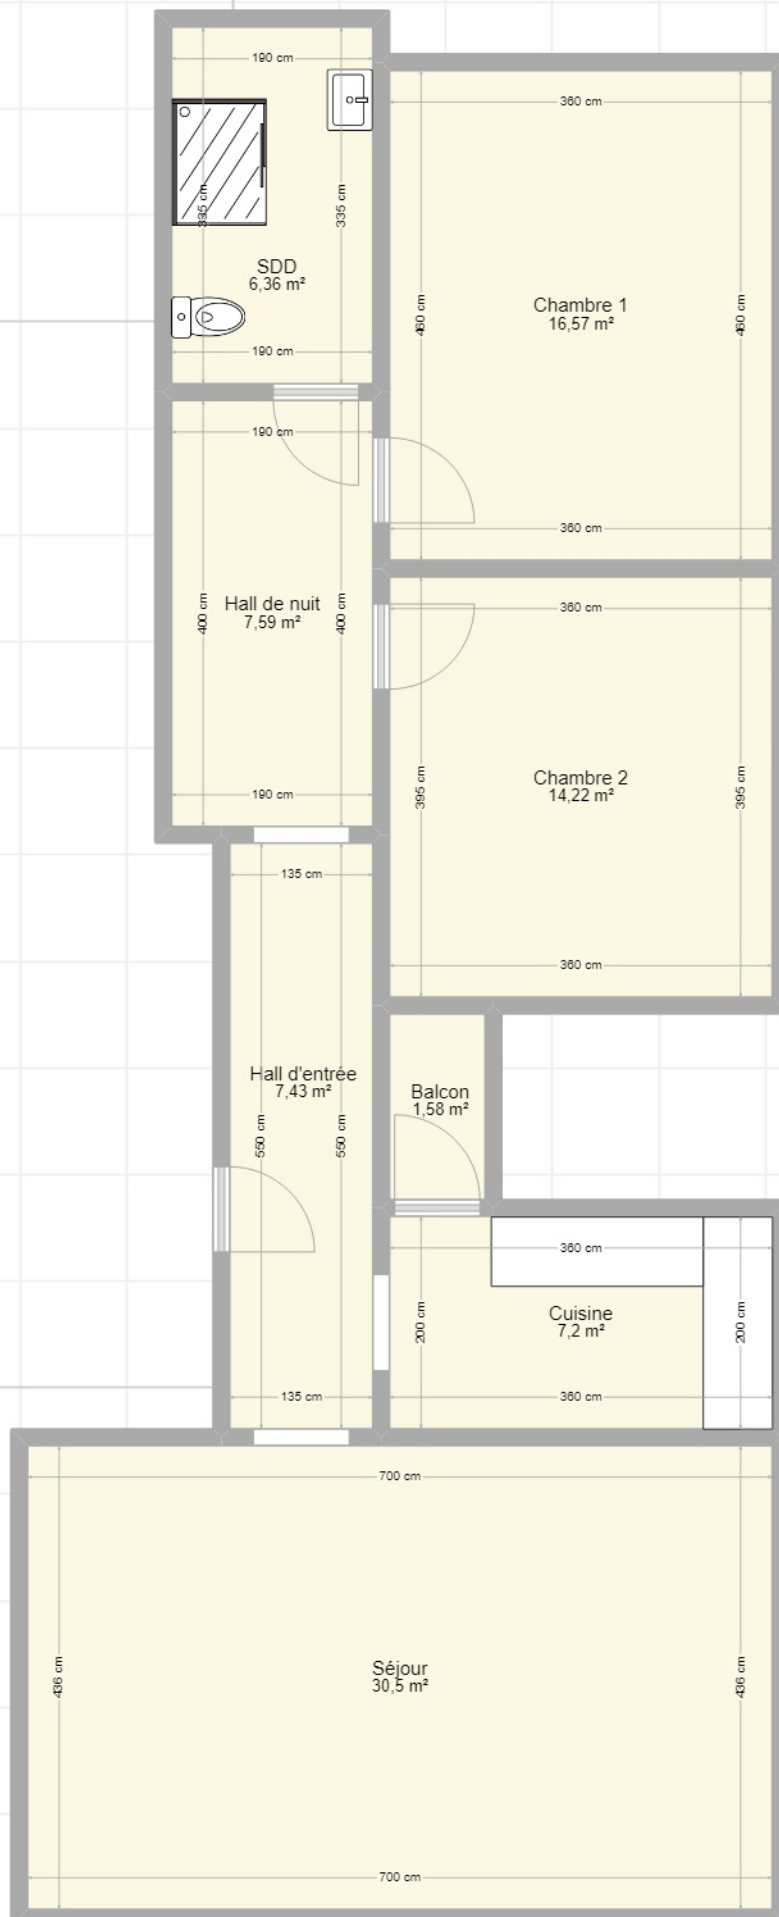 190 cm
360 cm
335 cm
335 cm
SDD
6,36 m²
190 cm
Chambre 1
16,57 m²
460 cm
460 cm
360 cm
190 cm
Hall de nuit
7,59 m²
400 cm
400 cm
190 cm
360 cm
Chambre 2
14,22 m²
395 cm
395 cm
360 cm
135 cm
Hall d'entrée
7,43 m²
550 cm
550 cm
135 cm
Balcon
1,58 m²
360 cm
Cuisine
7,2 m²
200 cm
200 cm
360 cm
700 cm
Séjour
30,5 m²
436 cm
436 cm
700 cm